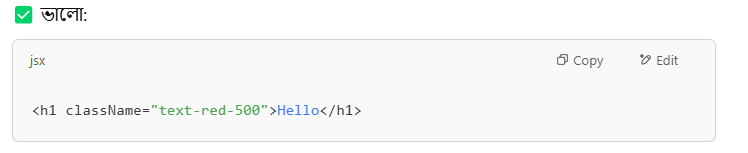 ✅ ভালো:
jsx Copy Edit
<h1 className="text-red-500">Hello</h1>